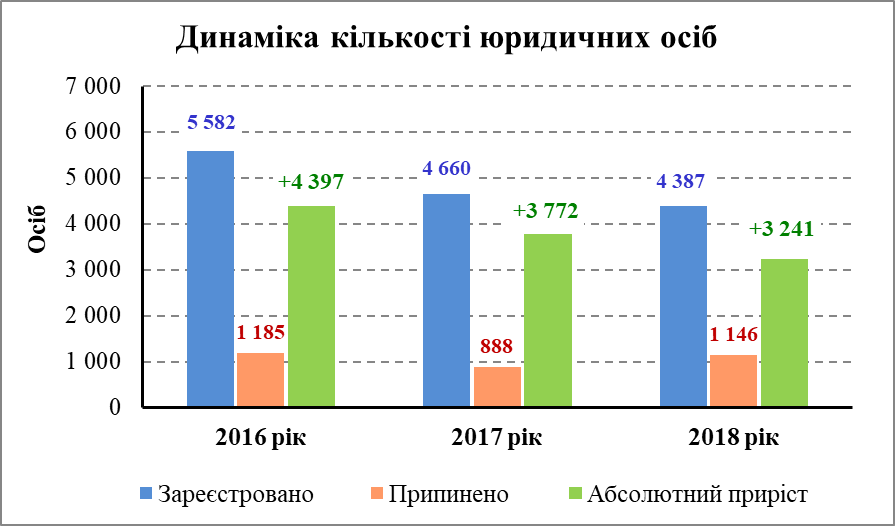 Динаміка кількості юридичних осіб
Осіб
7 000
6 000
5 000
4 000
3 000
2 000
1 000
0
5 582
1 185
+4 397
4 660
888
+3 772
4 387
1 146
+3 241
2016 рік
2017 рік
2018 рік
Зареєстровано
Припинено
Абсолютний приріст